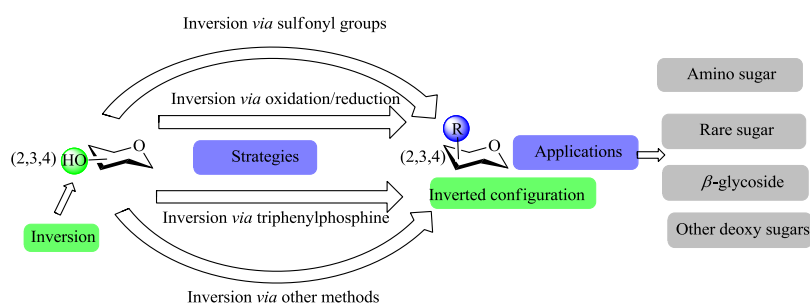 Inversion via sulfonyl groups
Inversion via oxidation/reduction
(2,3,4) HO O
Strategies
Inversion
Inversion via triphenylphosphine
Inversion via other methods
R
(2,3,4) O
Inverted configuration
Applications
Amino sugar
Rare sugar
β-glycoside
Other deoxy sugars